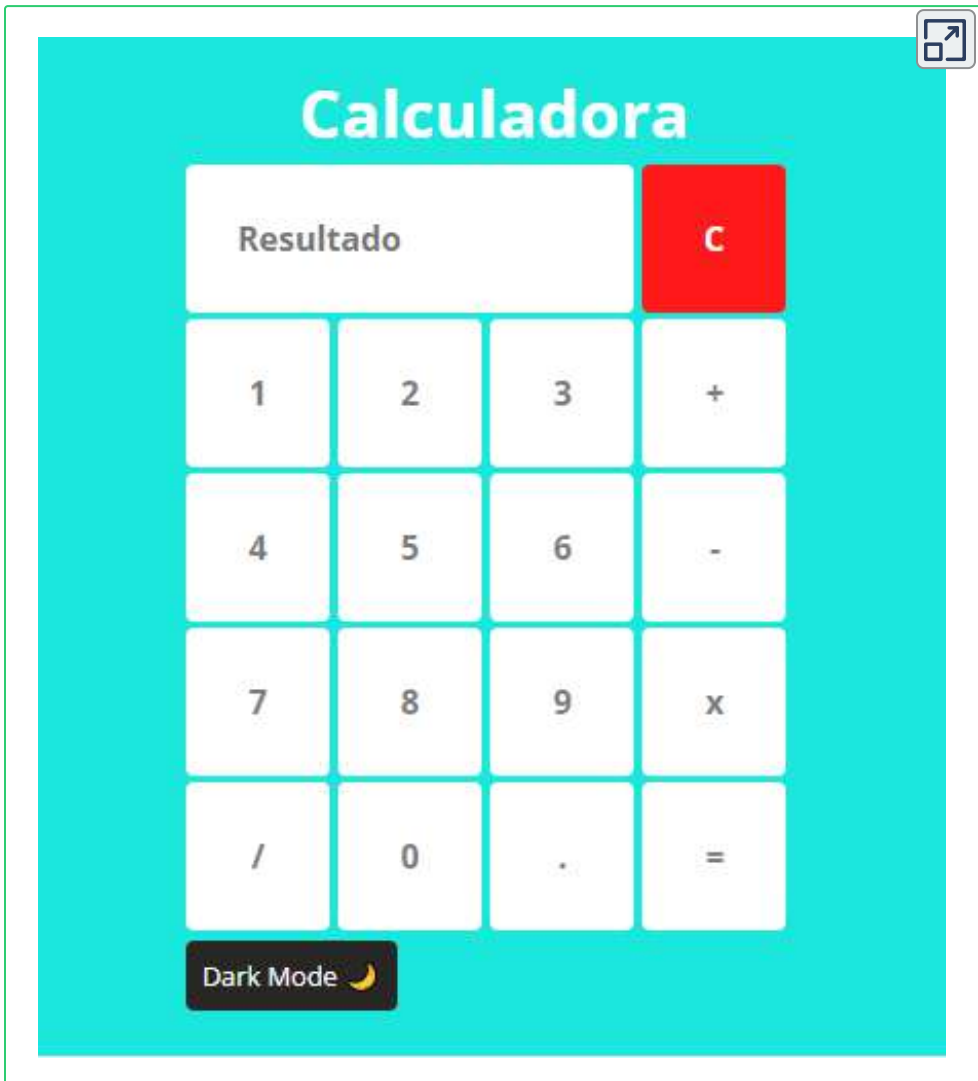 Calculadora
Resultado C
1 2 3 +
4 5 6 -
7 8 9 x
/ 0 . =
Dark Mode 🌙